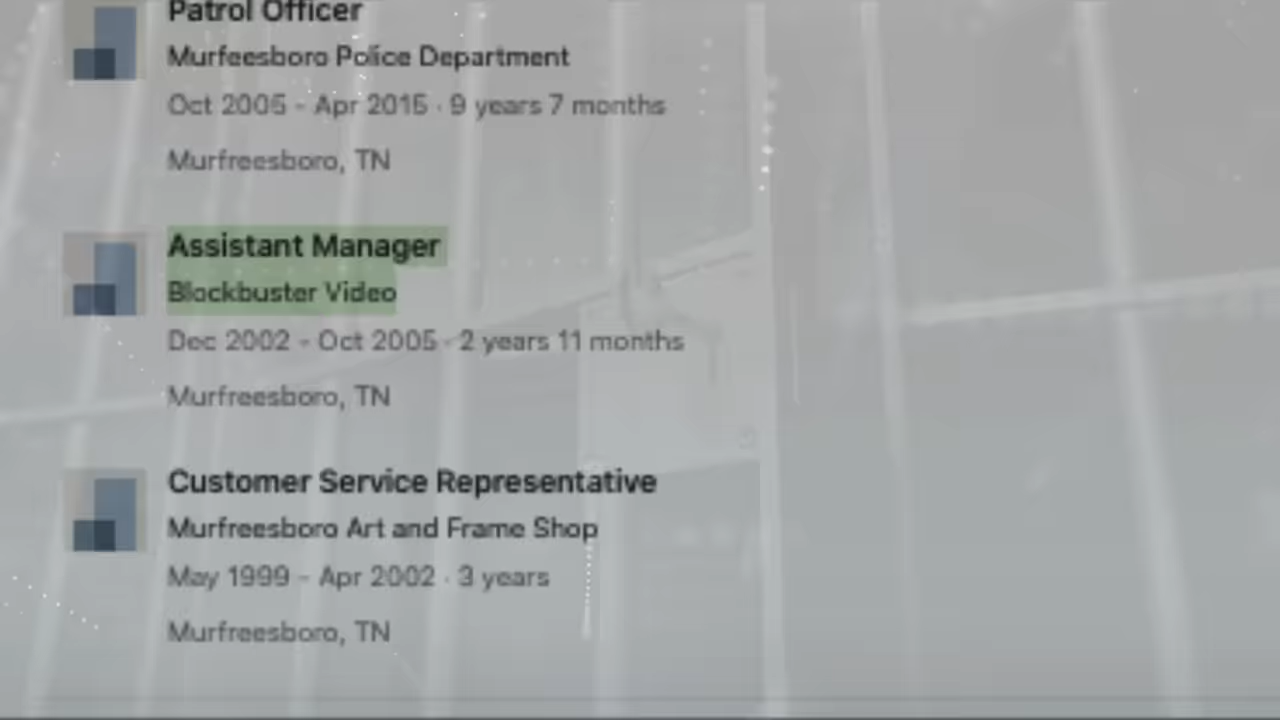 Patrol Officer
Murfeesboro Police Department
Oct 2005 - Apr 2015 · 9 years 7 months
Murfreesboro, TN
Assistant Manager
Blockbuster Video
Dec 2002 - Oct 2005 · 2 years 11 months
Murfreesboro, TN
Customer Service Representative
Murfreesboro Art and Frame Shop
May 1999 - Apr 2002 · 3 years
Murfreesboro, TN